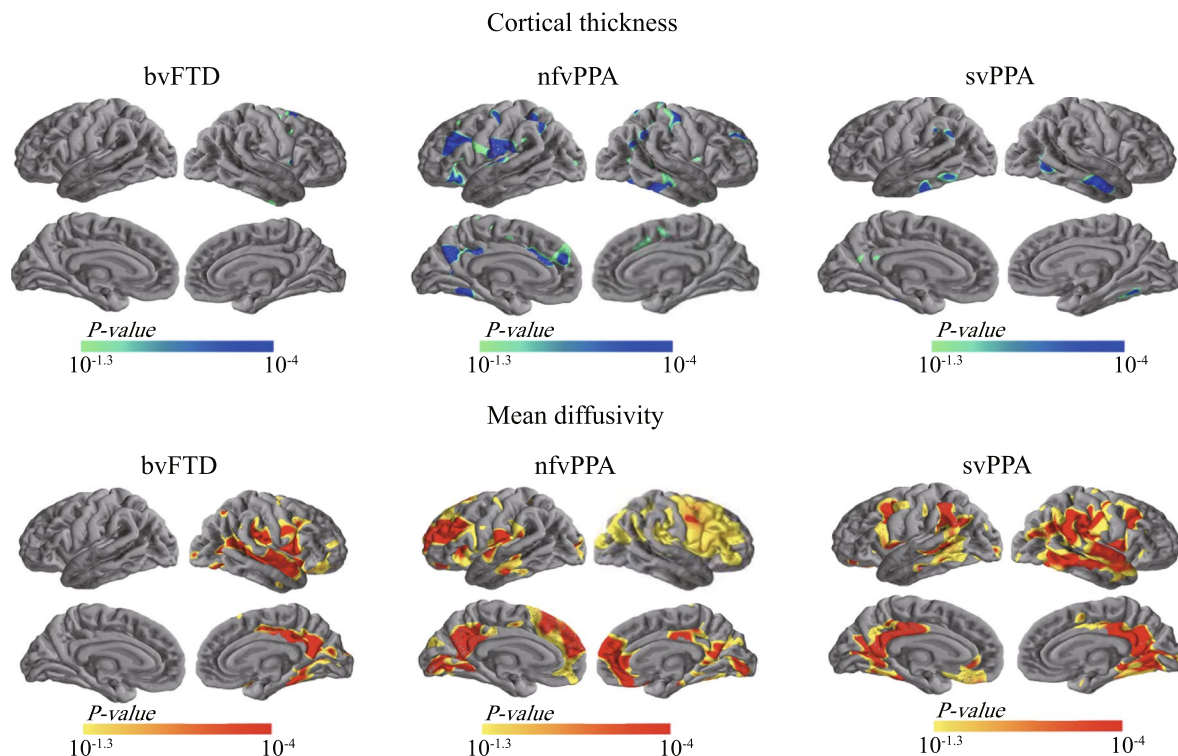 Cortical thickness
bvFTD nfvPPA svPPA
P-value P-value P-value
10^-1.3 10^-4 10^-1.3 10^-4 10^-1.3 10^-4
Mean diffusivity
bvFTD nfvPPA svPPA
P-value P-value P-value
10^-1.3 10^-4 10^-1.3 10^-4 10^-1.3 10^-4